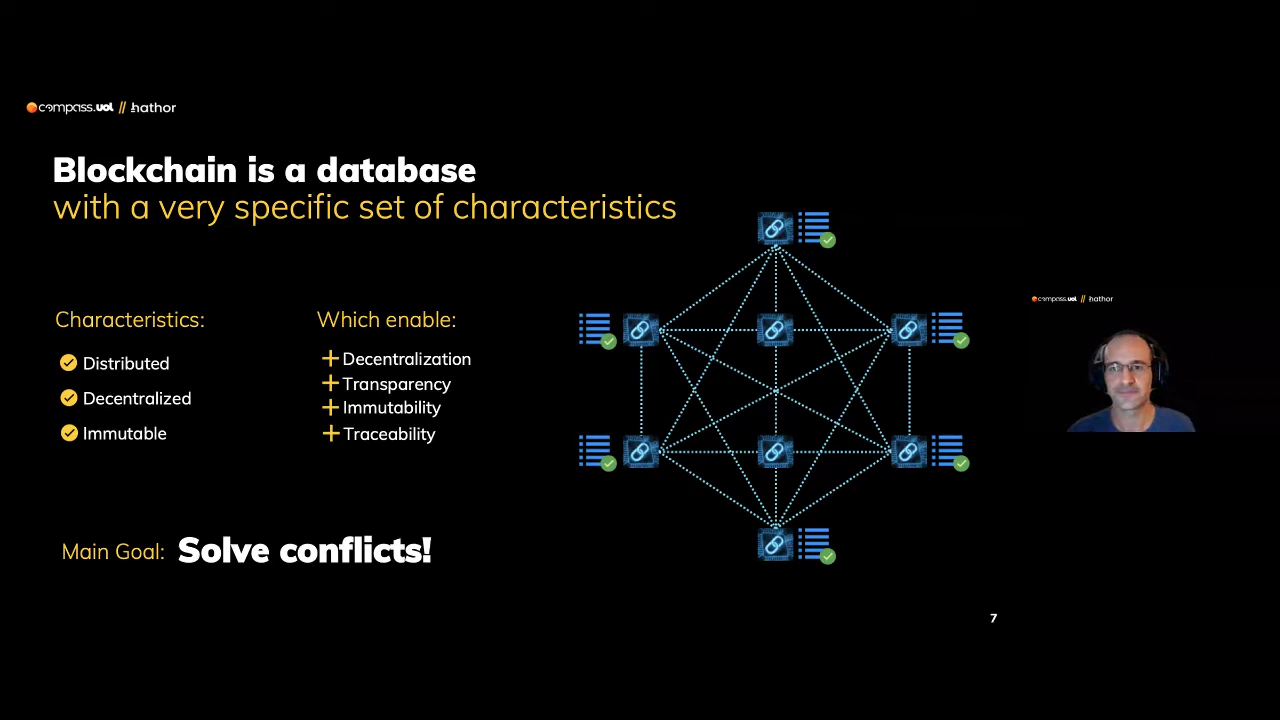 compass.uol // hathor
Blockchain is a database
with a very specific set of characteristics
Characteristics:
Distributed
Decentralized
Immutable
Which enable:
Decentralization
Transparency
Immutability
Traceability
Main Goal: Solve conflicts!
7
compass.uol // hathor